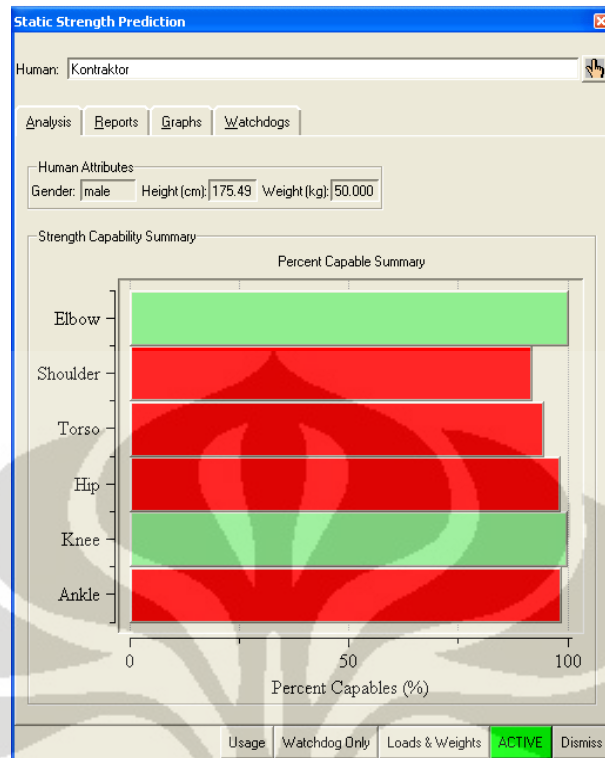 Static Strength Prediction
Human: Kontraktor
Analysis Reports Graphs Watchdogs
Human Attributes
Gender: male Height (cm): 175.49 Weight (kg): 50.000
Strength Capability Summary
Percent Capable Summary
Elbow
Shoulder
Torso
Hip
Knee
Ankle
0 50 100
Percent Capables (%)
Usage Watchdog Only Loads & Weights ACTIVE Dismiss